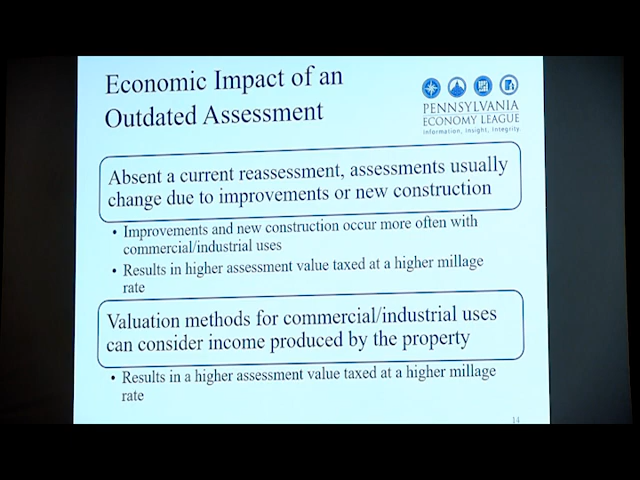 Economic Impact of an
Outdated Assessment
PENNSYLVANIA
ECONOMY LEAGUE
Information, Insight, Integrity
Absent a current reassessment, assessments usually
change due to improvements or new construction
• Improvements and new construction occur more often with
commercial/industrial uses
• Results in higher assessment value taxed at a higher millage
rate
Valuation methods for commercial/industrial uses
can consider income produced by the property
• Results in a higher assessment value taxed at a higher millage
rate
14